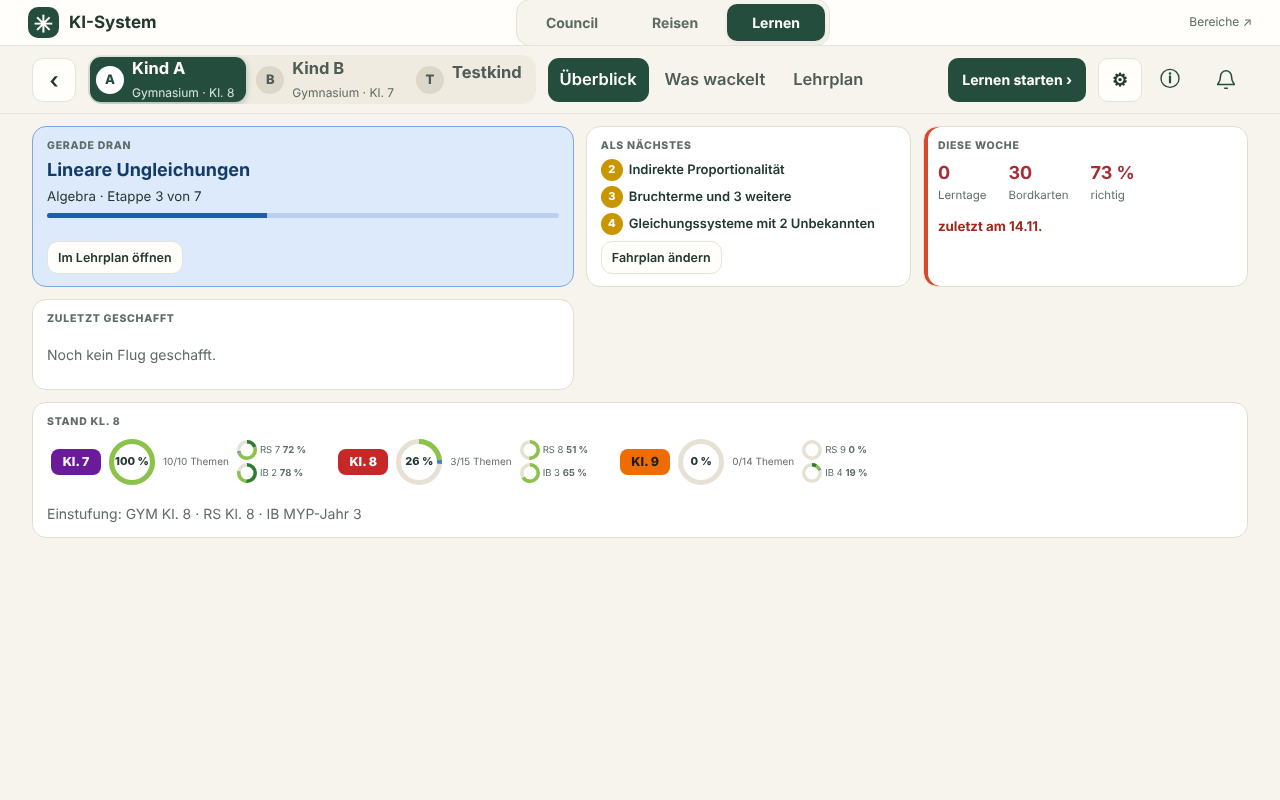 KI-System
Council
Reisen
Lernen
Bereiche ↗
‹
A
Kind A
Gymnasium · Kl. 8
B
Kind B
Gymnasium · Kl. 7
T
Testkind
Überblick
Was wackelt
Lehrplan
Lernen starten ›
GERADE DRAN
Lineare Ungleichungen
Algebra · Etappe 3 von 7
Im Lehrplan öffnen
ALS NÄCHSTES
2 Indirekte Proportionalität
3 Bruchterme und 3 weitere
4 Gleichungssysteme mit 2 Unbekannten
Fahrplan ändern
DIESE WOCHE
0 30 73 %
Lerntage Bordkarten richtig
zuletzt am 14.11.
ZULETZT GESCHAFFT
Noch kein Flug geschafft.
STAND KL. 8
Kl. 7
100 %
10/10 Themen
RS 7 72 %
IB 2 78 %
Kl. 8
26 %
3/15 Themen
RS 8 51 %
IB 3 65 %
Kl. 9
0 %
0/14 Themen
RS 9 0 %
IB 4 19 %
Einstufung: GYM Kl. 8 · RS Kl. 8 · IB MYP-Jahr 3